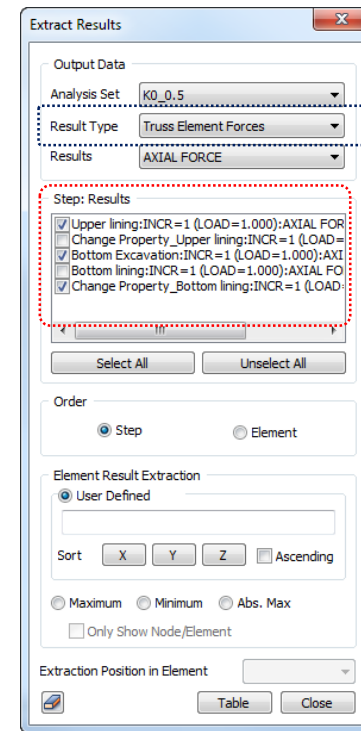 Extract Results
Output Data
Analysis Set K0_0.5
Result Type Truss Element Forces
Results AXIAL FORCE
Step: Results
Upper lining:INCR=1 (LOAD=1.000):AXIAL FOR
Change Property_Upper lining:INCR=1 (LOAD=
Bottom Excavation:INCR=1 (LOAD=1.000):AXI
Bottom lining:INCR=1 (LOAD=1.000):AXIAL FO
Change Property_Bottom lining:INCR=1 (LOAD
Select All Unselect All
Order
Step Element
Element Result Extraction
User Defined
Sort X Y Z Ascending
Maximum Minimum Abs. Max
Only Show Node/Element
Extraction Position in Element
Table Close